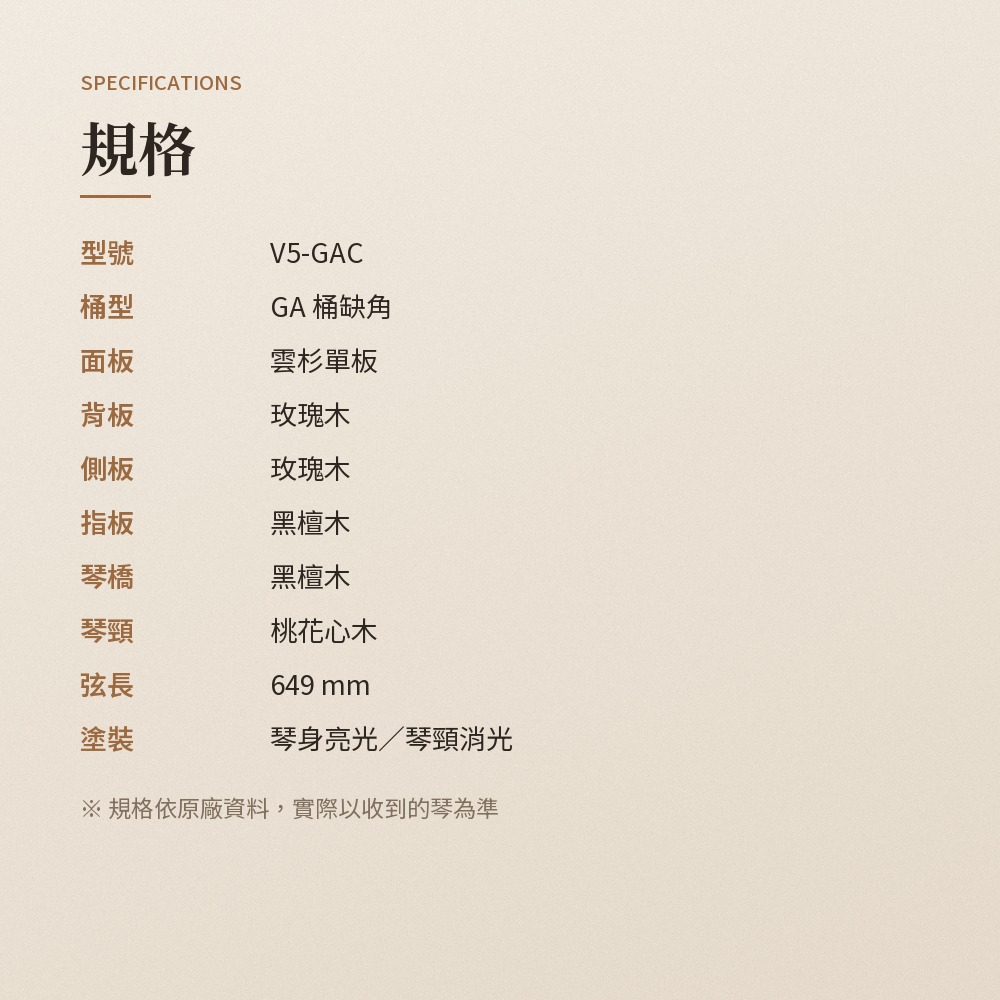 SPECIFICATIONS
規格
型號 V5-GAC
桶型 GA 桶缺角
面板 雲杉單板
背板 玫瑰木
側板 玫瑰木
指板 黑檀木
琴橋 黑檀木
琴頸 桃花心木
弦長 649 mm
塗裝 琴身亮光／琴頸消光
※ 規格依原廠資料，實際以收到的琴為準